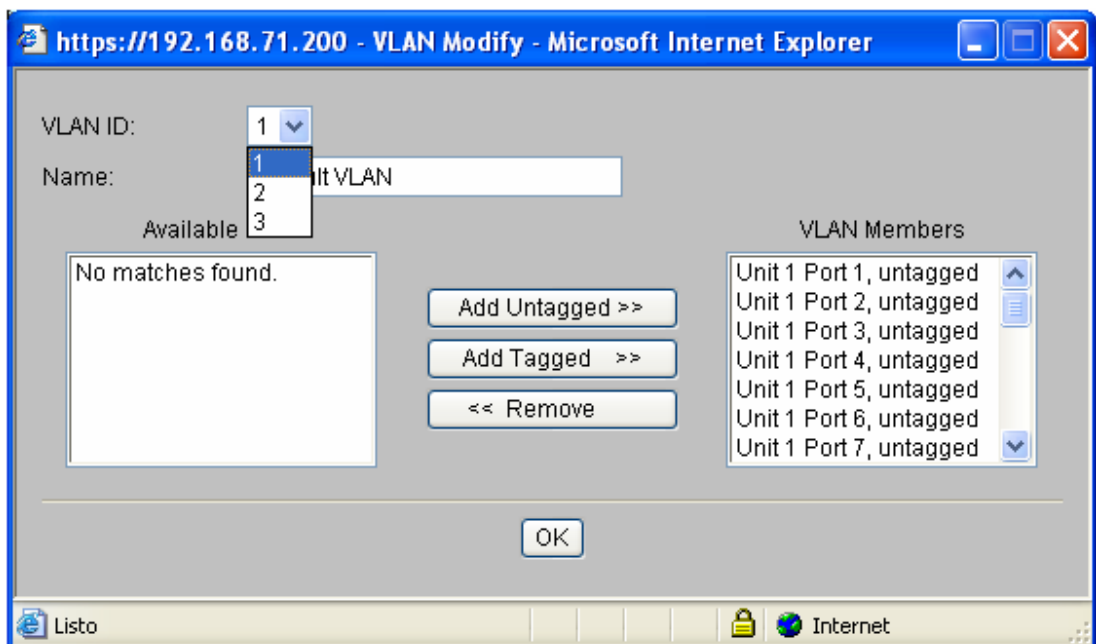 https://192.168.71.200 - VLAN Modify - Microsoft Internet Explorer
VLAN ID: 1
1
2
3
Name: ult VLAN
Available
VLAN Members
No matches found.
Add Untagged >>
Add Tagged >>
<< Remove
Unit 1 Port 1, untagged
Unit 1 Port 2, untagged
Unit 1 Port 3, untagged
Unit 1 Port 4, untagged
Unit 1 Port 5, untagged
Unit 1 Port 6, untagged
Unit 1 Port 7, untagged
OK
Listo
Internet